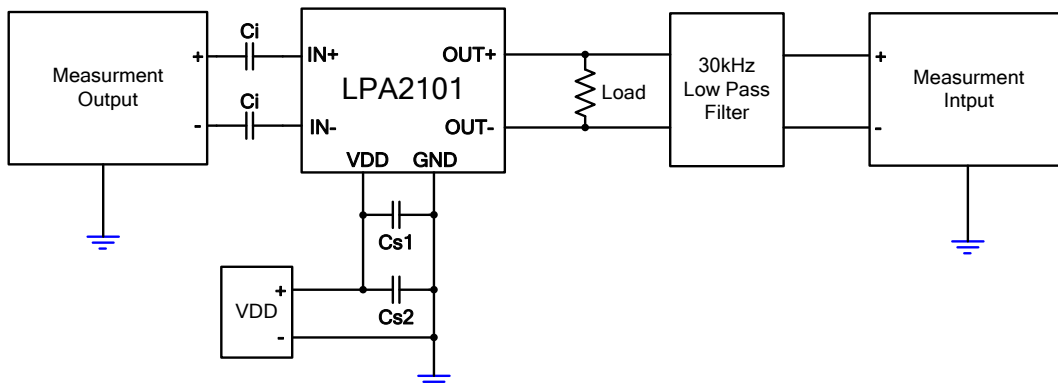 Measurment
Output
+
-
Ci
Ci
IN+
IN-
LPA2101
OUT+
OUT-
VDD
GND
Load
30kHz
Low Pass
Filter
+
-
Measurment
Intput
Cs1
Cs2
VDD
+
-